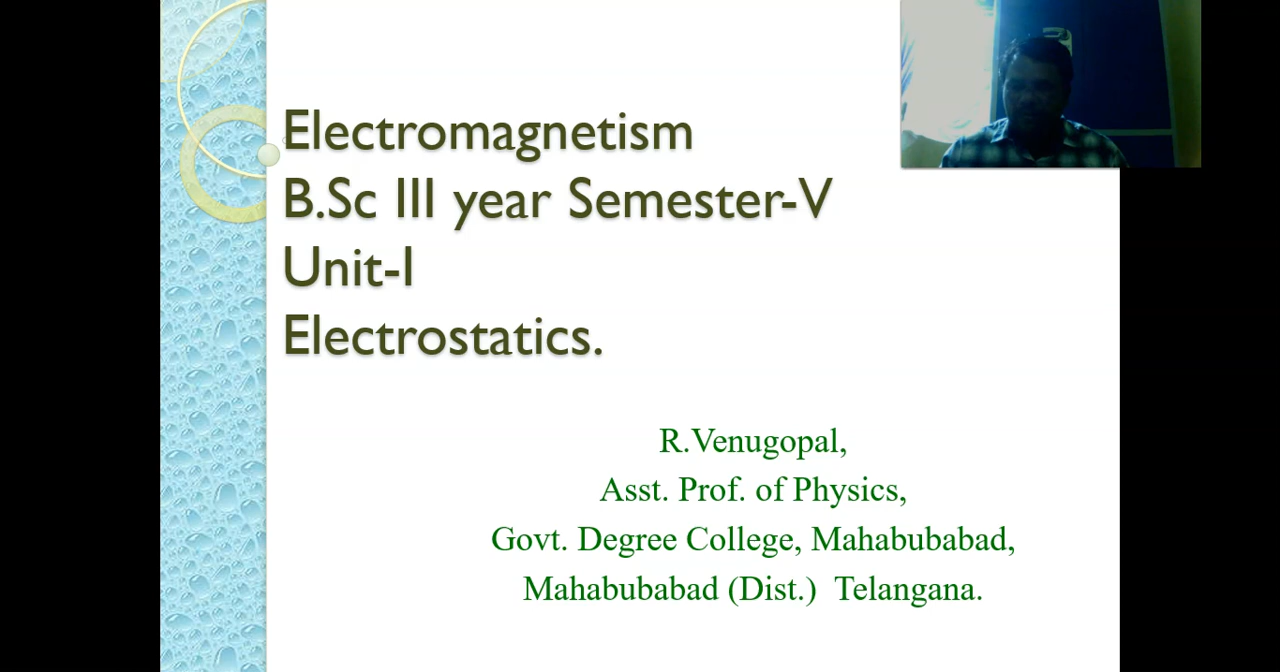 Electromagnetism
B.Sc III year Semester-V
Unit-I
Electrostatics.
R.Venugopal,
Asst. Prof. of Physics,
Govt. Degree College, Mahabubabad,
Mahabubabad (Dist.) Telangana.